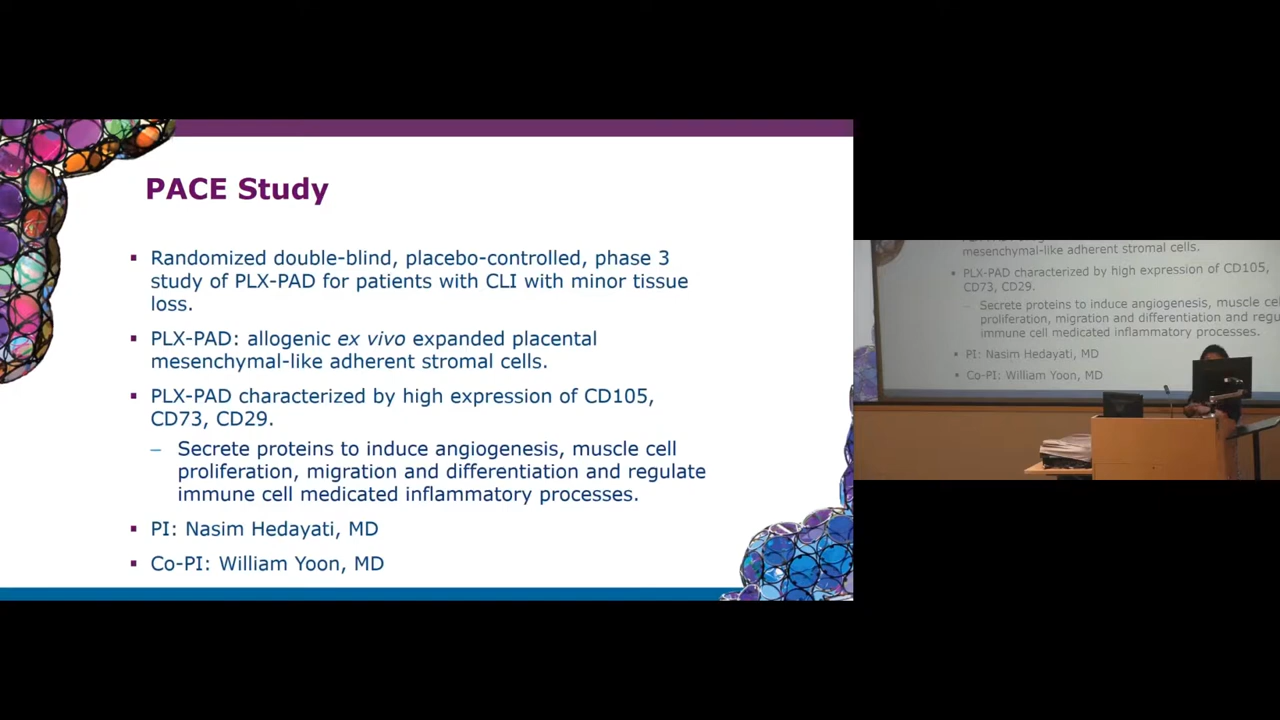 PACE Study
▪ Randomized double-blind, placebo-controlled, phase 3
study of PLX-PAD for patients with CLI with minor tissue
loss.
▪ PLX-PAD: allogenic ex vivo expanded placental
mesenchymal-like adherent stromal cells.
▪ PLX-PAD characterized by high expression of CD105,
CD73, CD29.
– Secrete proteins to induce angiogenesis, muscle cell
proliferation, migration and differentiation and regulate
immune cell medicated inflammatory processes.
▪ PI: Nasim Hedayati, MD
▪ Co-PI: William Yoon, MD
mesenchymal-like adherent stromal cells.
▪ PLX-PAD characterized by high expression of CD105,
CD73, CD29.
– Secrete proteins to induce angiogenesis, muscle
proliferation, migration and differentiation and
immune cell medicated inflammatory processes.
▪ PI: Nasim Hedayati, MD
▪ Co-PI: William Yoon, MD